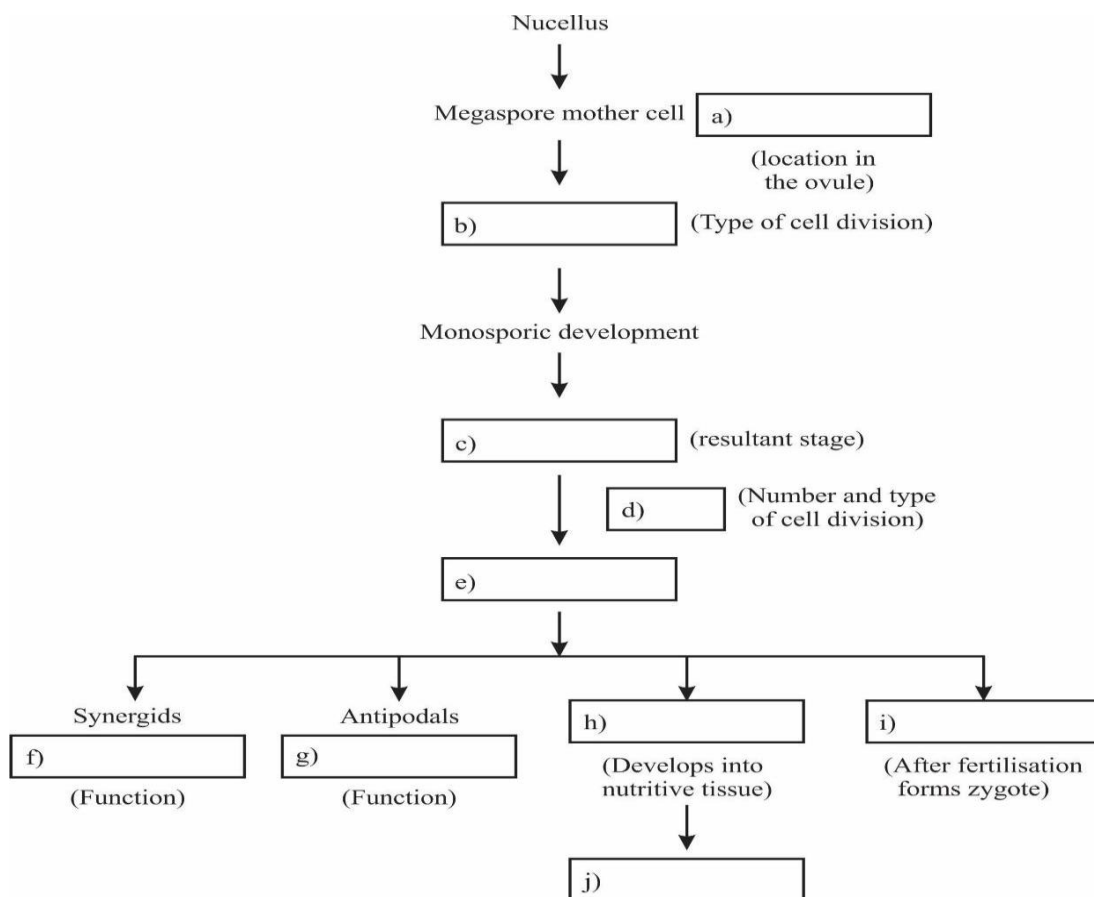 Nucellus
Megaspore mother cell
a)
(location in
the ovule)
b)
(Type of cell division)
Monosporic development
c)
(resultant stage)
d)
(Number and type
of cell division)
e)
Synergids
f)
(Function)
Antipodals
g)
(Function)
h)
(Develops into
nutritive tissue)
i)
(After fertilisation
forms zygote)
j)